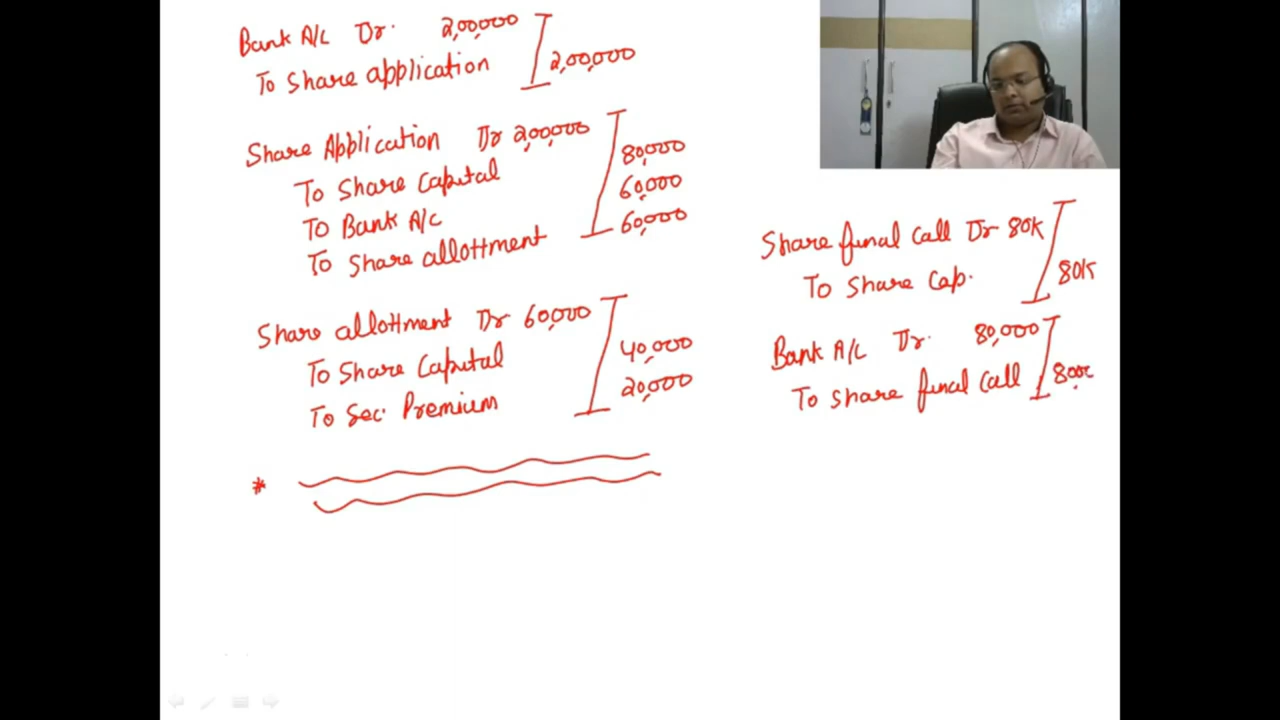 Bank A/c Dr. 2,00,000
To Share application 2,00,000
Share Application Dr 2,00,000
To Share Capital 80,000
To Bank A/c 60,000
To Share allottment 60,000
Share allottment Dr 60,000
To Share Capital 40,000
To Sec. Premium 20,000
*
Share final call Dr 80K
To Share Cap. 80K
Bank A/c Dr. 80,000
To Share final call